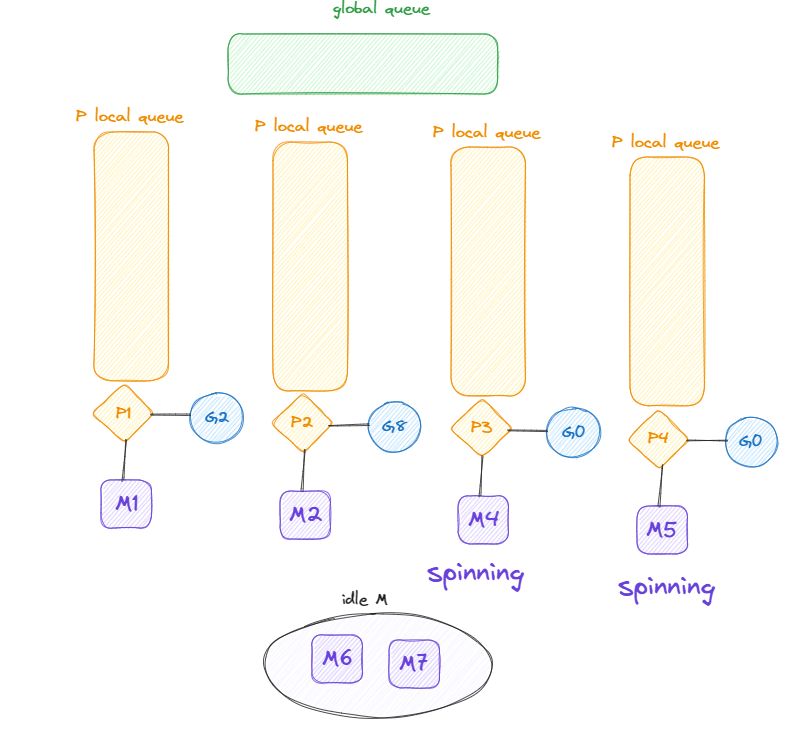 global queue
P local queue
P local queue
P local queue
P local queue
P1
G2
P2
G8
P3
G0
P4
G0
M1
M2
M4
M5
Spinning
Spinning
idle M
M6
M7